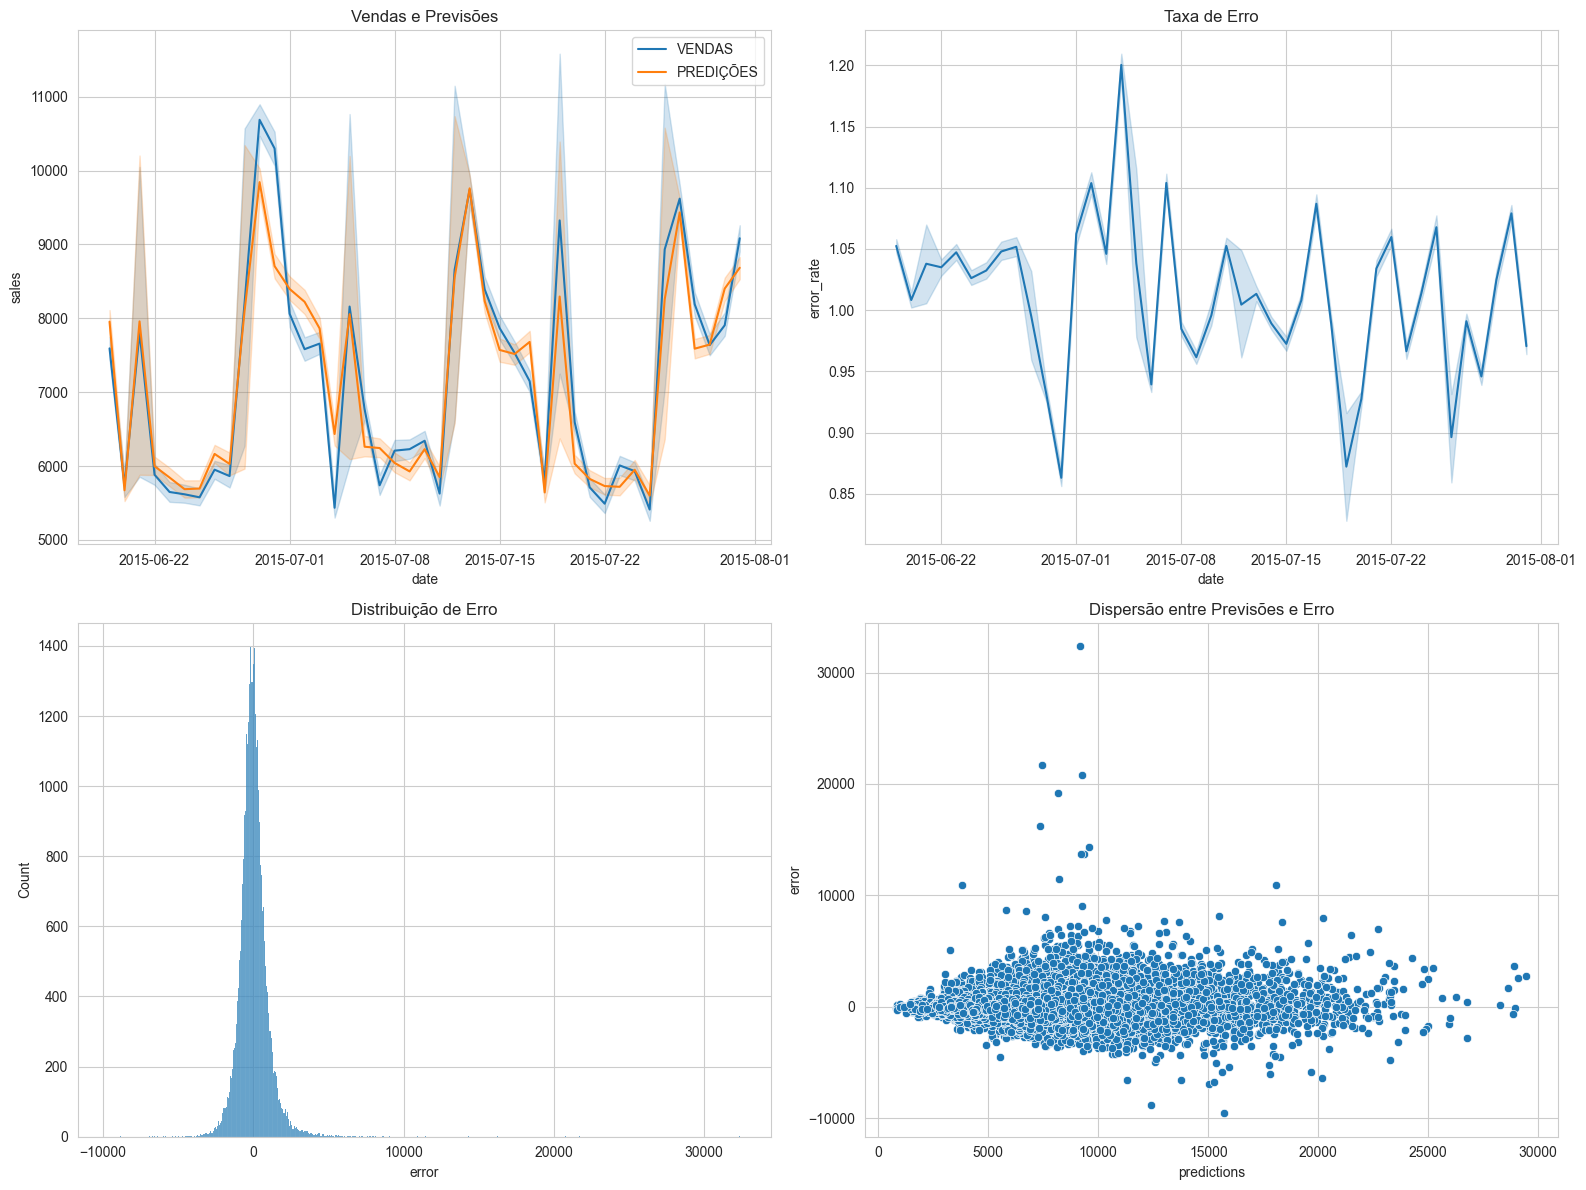 Vendas e Previsões
VENDAS
PREDIÇÕES
11000
10000
9000
8000
7000
6000
5000
sales
2015-06-22 2015-07-01 2015-07-08 2015-07-15 2015-07-22 2015-08-01
date
Taxa de Erro
1.20
1.15
1.10
1.05
1.00
0.95
0.90
0.85
error_rate
2015-06-22 2015-07-01 2015-07-08 2015-07-15 2015-07-22 2015-08-01
date
Distribuição de Erro
1400
1200
1000
800
600
400
200
0
Count
−10000 0 10000 20000 30000
error
Dispersão entre Previsões e Erro
30000
20000
10000
0
−10000
error
0 5000 10000 15000 20000 25000 30000
predictions